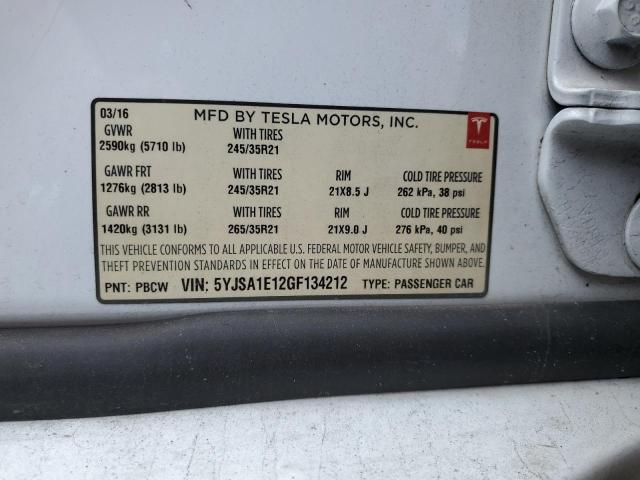 03/16 MFD BY TESLA MOTORS, INC.
GVWR WITH TIRES
2590kg (5710 lb) 245/35R21
TESLA
GAWR FRT WITH TIRES RIM COLD TIRE PRESSURE
1276kg (2813 lb) 245/35R21 21X8.5 J 262 kPa, 38 psi
GAWR RR WITH TIRES RIM COLD TIRE PRESSURE
1420kg (3131 lb) 265/35R21 21X9.0 J 276 kPa, 40 psi
THIS VEHICLE CONFORMS TO ALL APPLICABLE U.S. FEDERAL MOTOR VEHICLE SAFETY, BUMPER, AND
THEFT PREVENTION STANDARDS IN EFFECT ON THE DATE OF MANUFACTURE SHOWN ABOVE.
PNT: PBCW VIN: 5YJSA1E12GF134212 TYPE: PASSENGER CAR